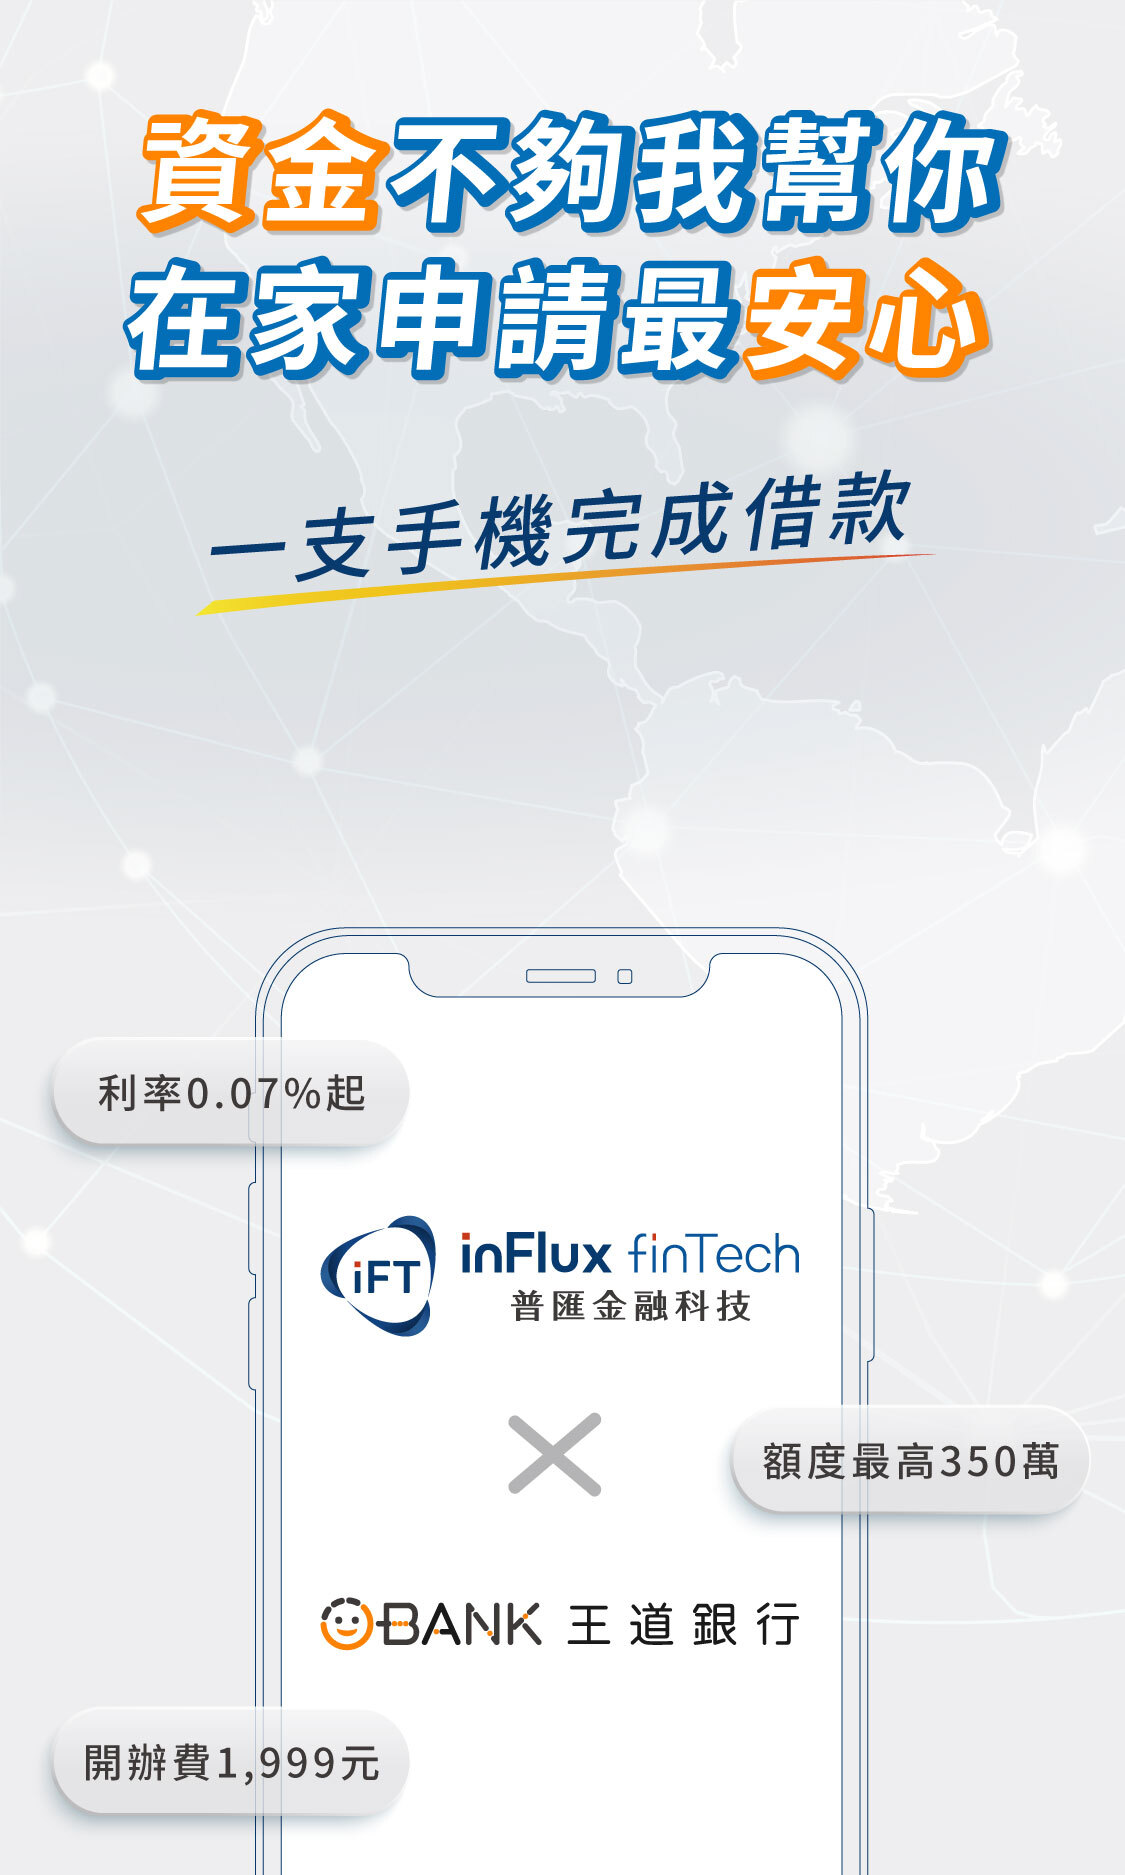 資金不夠我幫你
在家申請最安心
一支手機完成借款
利率0.07%起
iFT
inFlux finTech
普匯金融科技
額度最高350萬
OBANK 王道銀行
開辦費1,999元